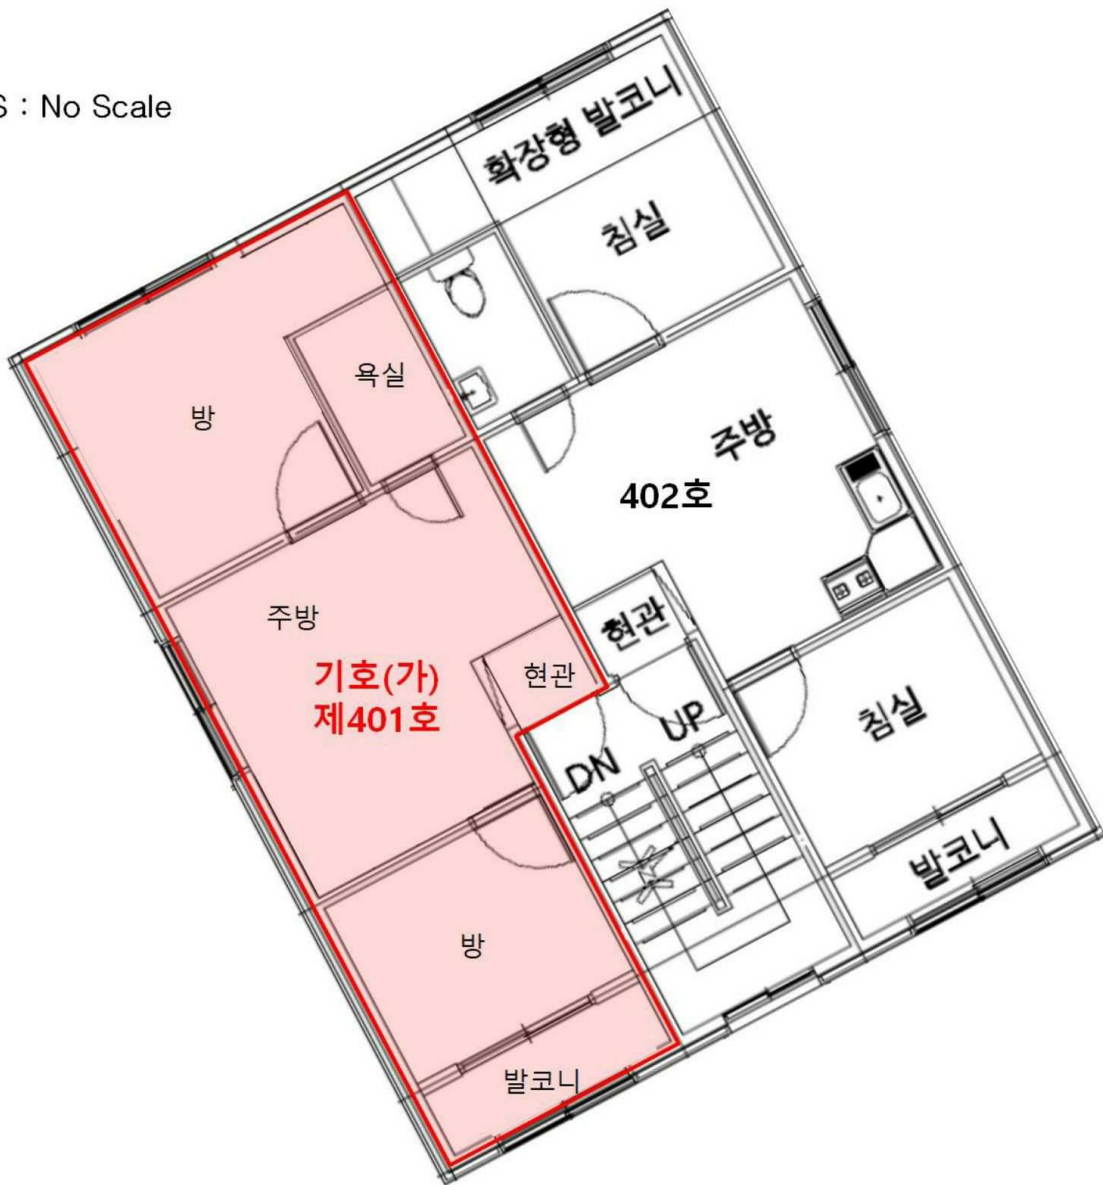 S : No Scale
확장형 발코니
침실
욕실
방
주방
402호
주방
현관
현관
기호(가)
제401호
UP
DN
침실
발코니
방
발코니